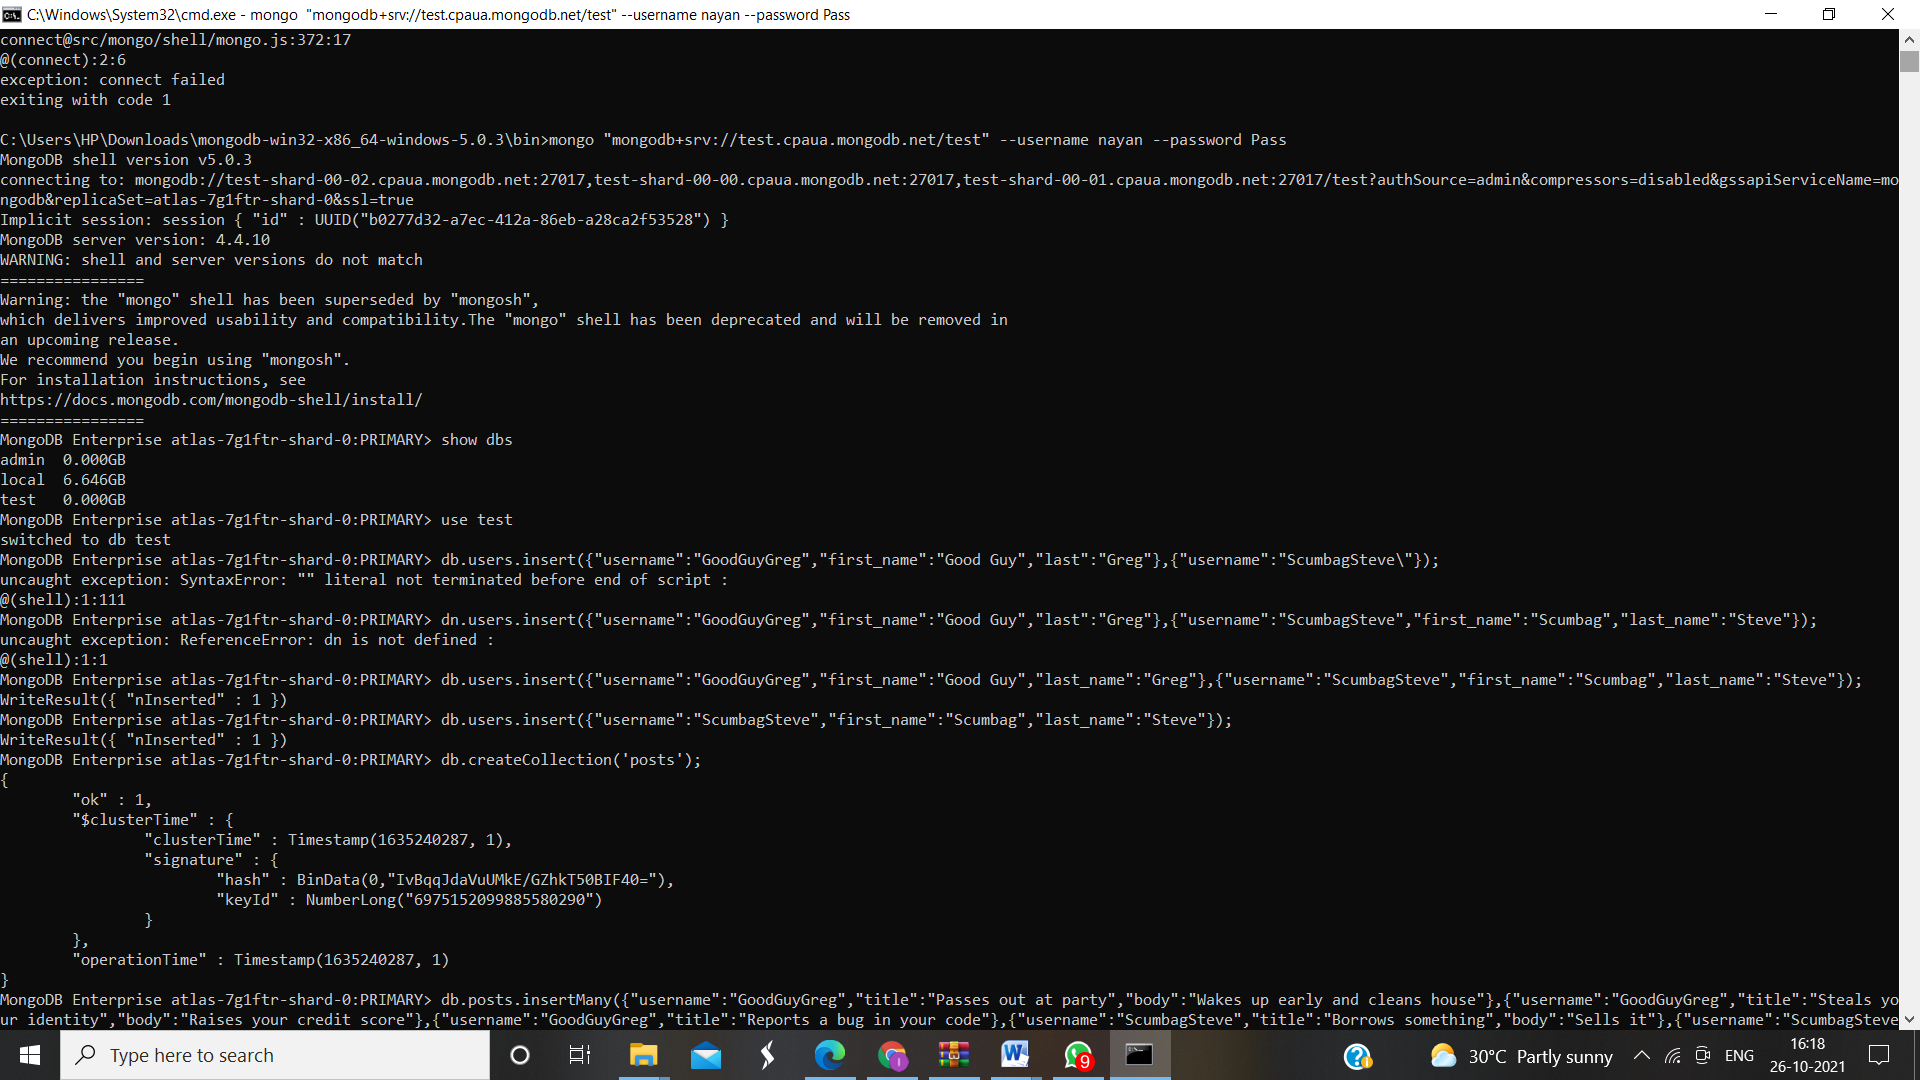 C:\Windows\System32\cmd.exe - mongo  "mongodb+srv://test.cpaua.mongodb.net/test" --username nayan --password Pass
connect@src/mongo/shell/mongo.js:372:17
@(connect):2:6
exception: connect failed
exiting with code 1
C:\Users\HP\Downloads\mongodb-win32-x86_64-windows-5.0.3\bin>mongo "mongodb+srv://test.cpaua.mongodb.net/test" --username nayan --password Pass
MongoDB shell version v5.0.3
connecting to: mongodb://test-shard-00-02.cpaua.mongodb.net:27017,test-shard-00-00.cpaua.mongodb.net:27017,test-shard-00-01.cpaua.mongodb.net:27017/test?authSource=admin&compressors=disabled&gssapiServiceName=mo
ngodb&replicaSet=atlas-7g1ftr-shard-0&ssl=true
Implicit session: session { "id" : UUID("b0277d32-a7ec-412a-86eb-a28ca2f53528") }
MongoDB server version: 4.4.10
WARNING: shell and server versions do not match
================
Warning: the "mongo" shell has been superseded by "mongosh",
which delivers improved usability and compatibility.The "mongo" shell has been deprecated and will be removed in
an upcoming release.
We recommend you begin using "mongosh".
For installation instructions, see
https://docs.mongodb.com/mongodb-shell/install/
================
MongoDB Enterprise atlas-7g1ftr-shard-0:PRIMARY> show dbs
admin  0.000GB
local  6.646GB
test   0.000GB
MongoDB Enterprise atlas-7g1ftr-shard-0:PRIMARY> use test
switched to db test
MongoDB Enterprise atlas-7g1ftr-shard-0:PRIMARY> db.users.insert({"username":"GoodGuyGreg","first_name":"Good Guy","last":"Greg"},{"username":"ScumbagSteve\"});
uncaught exception: SyntaxError: "" literal not terminated before end of script :
@(shell):1:111
MongoDB Enterprise atlas-7g1ftr-shard-0:PRIMARY> dn.users.insert({"username":"GoodGuyGreg","first_name":"Good Guy","last":"Greg"},{"username":"ScumbagSteve","first_name":"Scumbag","last_name":"Steve"});
uncaught exception: ReferenceError: dn is not defined :
@(shell):1:1
MongoDB Enterprise atlas-7g1ftr-shard-0:PRIMARY> db.users.insert({"username":"GoodGuyGreg","first_name":"Good Guy","last_name":"Greg"},{"username":"ScumbagSteve","first_name":"Scumbag","last_name":"Steve"});
WriteResult({ "nInserted" : 1 })
MongoDB Enterprise atlas-7g1ftr-shard-0:PRIMARY> db.users.insert({"username":"ScumbagSteve","first_name":"Scumbag","last_name":"Steve"});
WriteResult({ "nInserted" : 1 })
MongoDB Enterprise atlas-7g1ftr-shard-0:PRIMARY> db.createCollection('posts');
{
        "ok" : 1,
        "$clusterTime" : {
                "clusterTime" : Timestamp(1635240287, 1),
                "signature" : {
                        "hash" : BinData(0,"IvBqqJdaVuUMkE/GZhkT50BIF40="),
                        "keyId" : NumberLong("6975152099885580290")
                }
        },
        "operationTime" : Timestamp(1635240287, 1)
}
MongoDB Enterprise atlas-7g1ftr-shard-0:PRIMARY> db.posts.insertMany({"username":"GoodGuyGreg","title":"Passes out at party","body":"Wakes up early and cleans house"},{"username":"GoodGuyGreg","title":"Steals yo
ur identity","body":"Raises your credit score"},{"username":"GoodGuyGreg","title":"Reports a bug in your code"},{"username":"ScumbagSteve","title":"Borrows something","body":"Sells it"},{"username":"ScumbagSteve
Type here to search
9
30°C  Partly sunny
ENG
16:18
26-10-2021